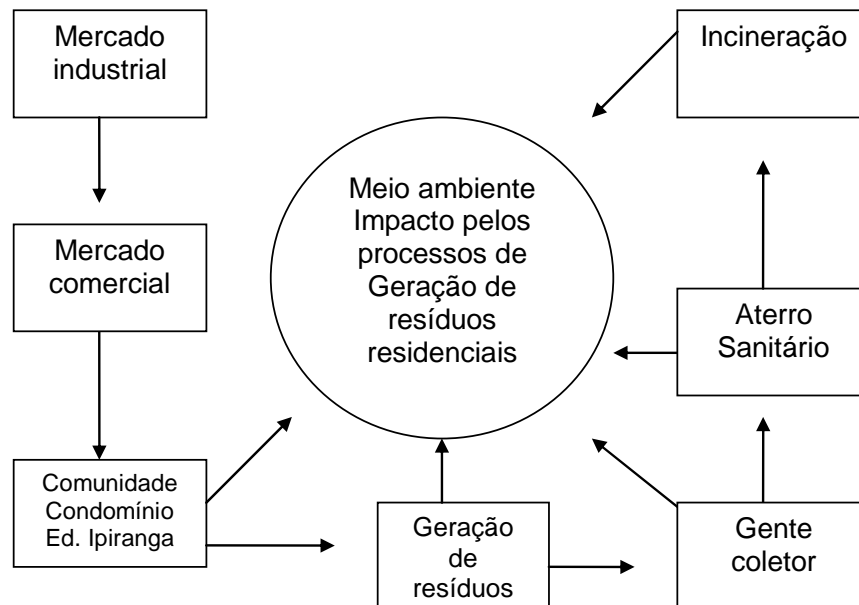 Mercado
industrial
Incineração
Meio ambiente
Impacto pelos
processos de
Geração de
resíduos
residenciais
Mercado
comercial
Aterro
Sanitário
Comunidade
Condomínio
Ed. Ipiranga
Geração
de
resíduos
Gente
coletor